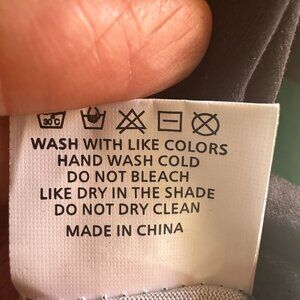 30°C
WASH WITH LIKE COLORS
HAND WASH COLD
DO NOT BLEACH
LIKE DRY IN THE SHADE
DO NOT DRY CLEAN
MADE IN CHINA